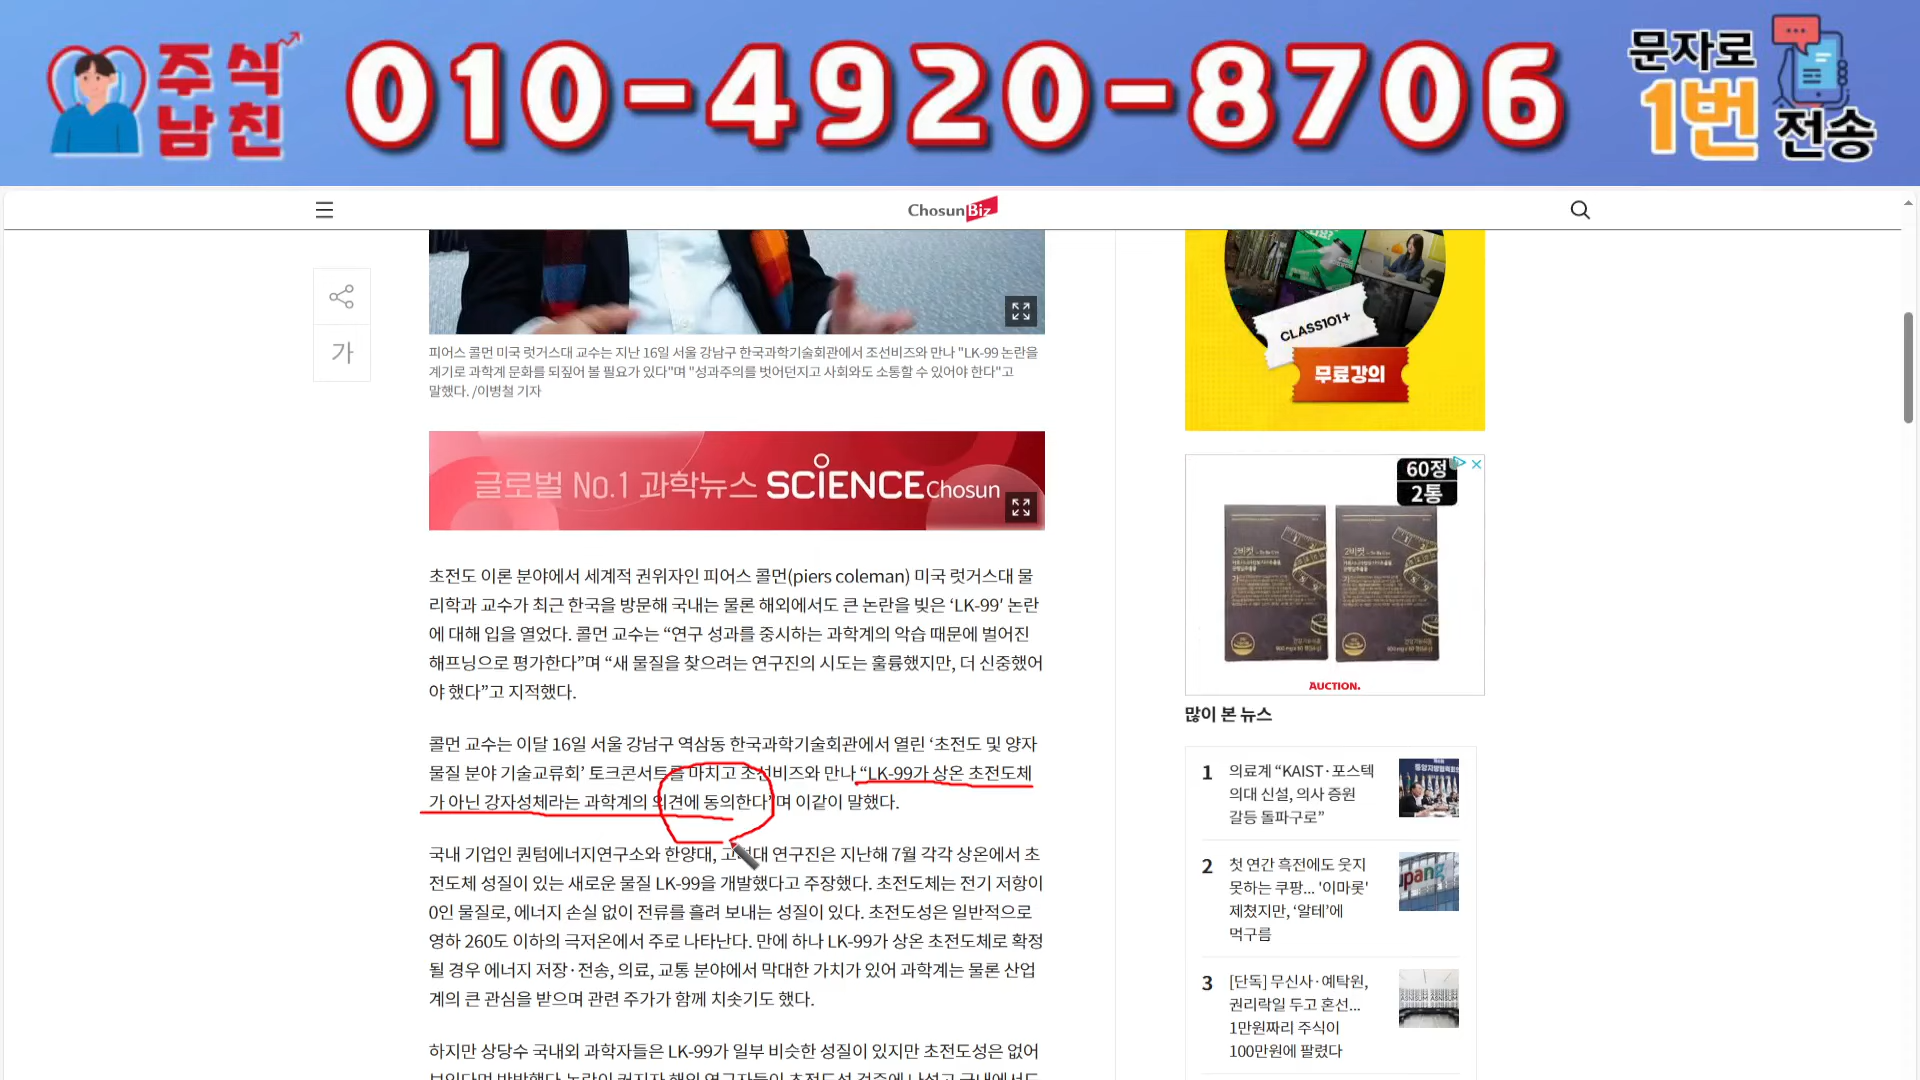 주식
남친
010-4920-8706
문자로
1번
전송
ChosunBiz
가
피어스 콜먼 미국 럿거스대 교수는 지난 16일 서울 강남구 한국과학기술회관에서 조선비즈와 만나 "LK-99 논란을
계기로 과학계 문화를 되짚어 볼 필요가 있다"며 "성과주의를 벗어던지고 사회와도 소통할 수 있어야 한다"고
말했다. /이병철 기자
글로벌 No.1 과학뉴스 SCIENCE Chosun
초전도 이론 분야에서 세계적 권위자인 피어스 콜먼(piers coleman) 미국 럿거스대 물
리학과 교수가 최근 한국을 방문해 국내는 물론 해외에서도 큰 논란을 빚은 ‘LK-99′ 논란
에 대해 입을 열었다. 콜먼 교수는 “연구 성과를 중시하는 과학계의 악습 때문에 벌어진
해프닝으로 평가한다”며 “새 물질을 찾으려는 연구진의 시도는 훌륭했지만, 더 신중했어
야 했다”고 지적했다.
콜먼 교수는 이달 16일 서울 강남구 역삼동 한국과학기술회관에서 열린 ‘초전도 및 양자
물질 분야 기술교류회’ 토크콘서트를 마치고 조선비즈와 만나 “LK-99가 상온 초전도체
가 아닌 강자성체라는 과학계의 의견에 동의한다”며 이같이 말했다.
국내 기업인 퀀텀에너지연구소와 한양대, 고려대 연구진은 지난해 7월 각각 상온에서 초
전도체 성질이 있는 새로운 물질 LK-99을 개발했다고 주장했다. 초전도체는 전기 저항이
0인 물질로, 에너지 손실 없이 전류를 흘려 보내는 성질이 있다. 초전도성은 일반적으로
영하 260도 이하의 극저온에서 주로 나타난다. 만에 하나 LK-99가 상온 초전도체로 확정
될 경우 에너지 저장·전송, 의료, 교통 분야에서 막대한 가치가 있어 과학계는 물론 산업
계의 큰 관심을 받으며 관련 주가가 함께 치솟기도 했다.
하지만 상당수 국내외 과학자들은 LK-99가 일부 비슷한 성질이 있지만 초전도성은 없어
CLASS101+
무료강의
60정
2통
AUCTION.
많이 본 뉴스
1 의료계 “KAIST·포스텍
의대 신설, 의사 증원
갈등 돌파구로”
2 첫 연간 흑전에도 웃지
못하는 쿠팡... '이마롯'
제쳤지만, ‘알테’에
먹구름
3 [단독] 무신사·예탁원,
권리락일 두고 혼선...
1만원짜리 주식이
100만원에 팔렸다